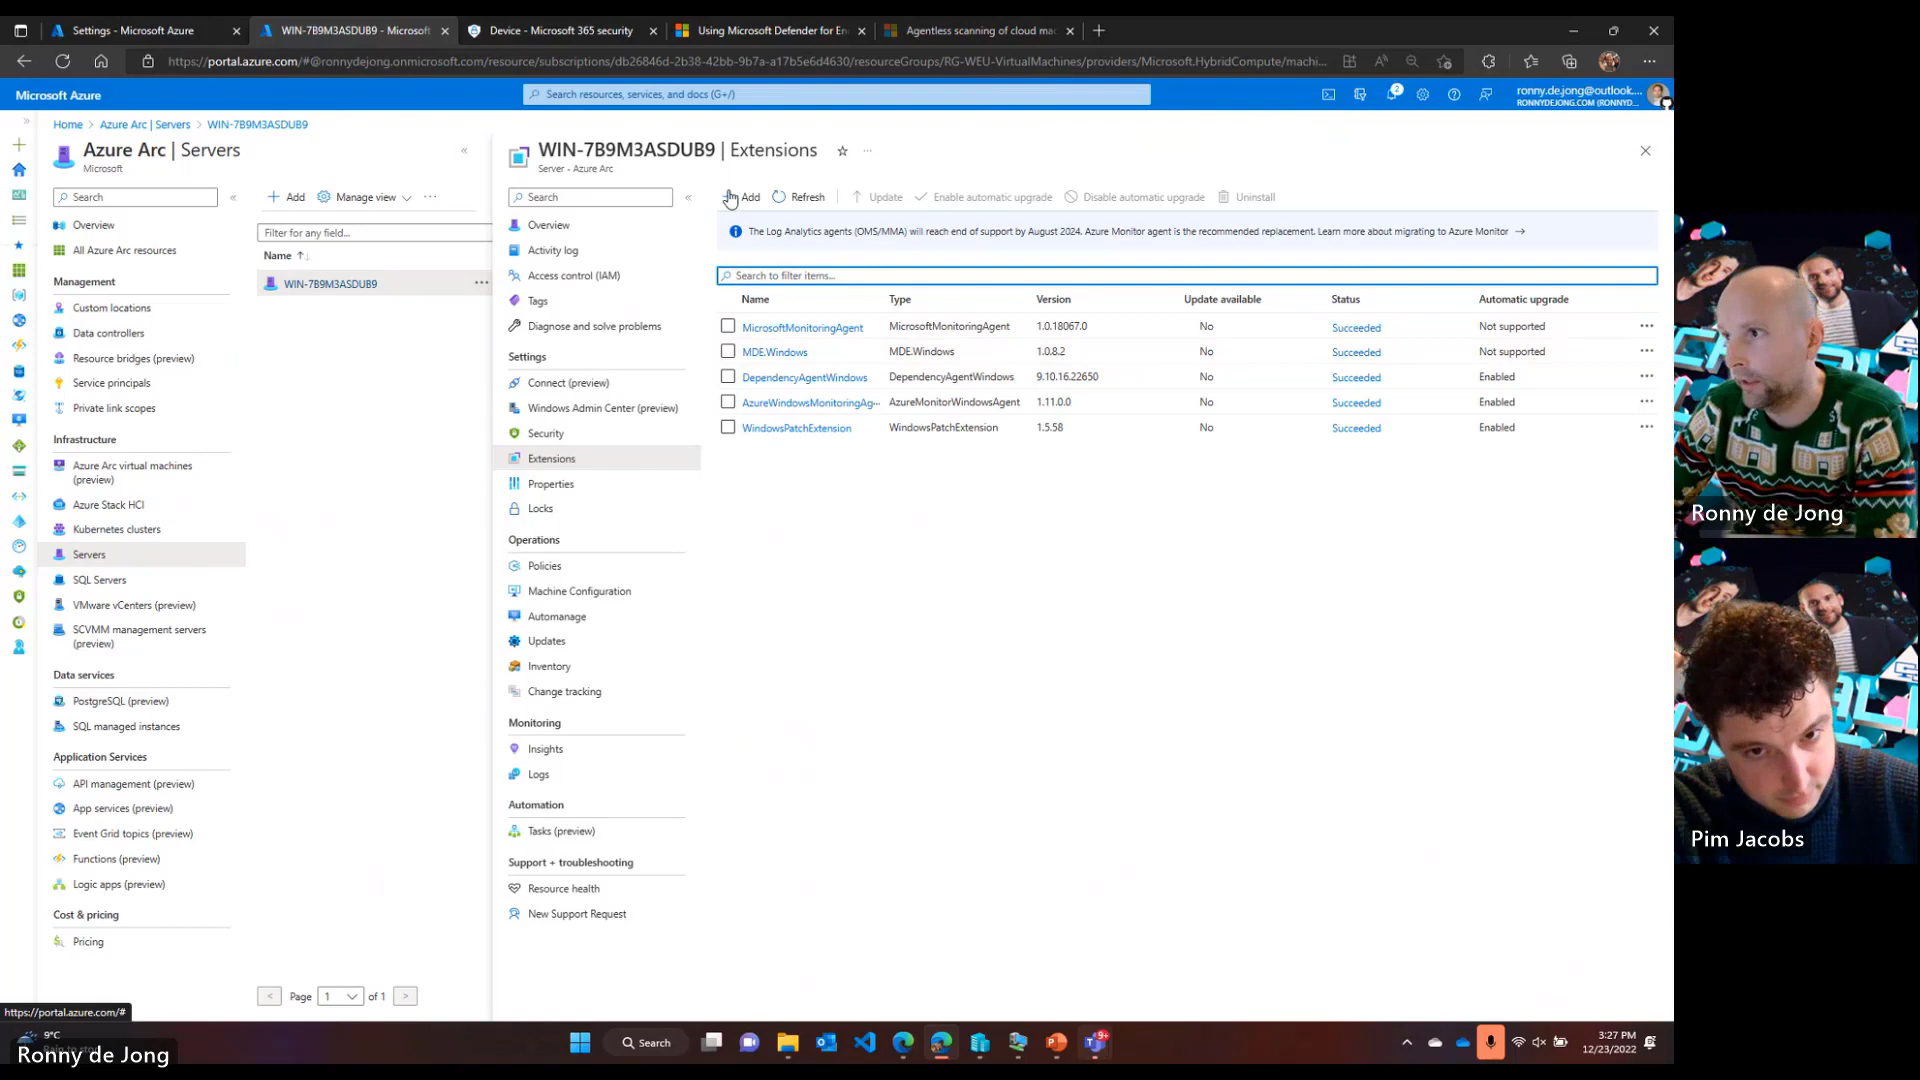 Settings - Microsoft Azure
WIN-7B9M3ASDUB9 - Microsoft
Device - Microsoft 365 security
Using Microsoft Defender for En
Agentless scanning of cloud mac
https://portal.azure.com/#@ronnydejong.onmicrosoft.com/resource/subscriptions/db26846d-2b38-42bb-9b7a-a17b5e6d4630/resourceGroups/RG-WEU-VirtualMachines/providers/Microsoft.HybridCompute/machi...
Microsoft Azure
Search resources, services, and docs (G+/)
2
ronny.de.jong@outlook....
RONNYDEJONG.COM (RONNYD...
Home > Azure Arc | Servers > WIN-7B9M3ASDUB9
Azure Arc | Servers
Microsoft
Search
Overview
All Azure Arc resources
Management
Custom locations
Data controllers
Resource bridges (preview)
Service principals
Private link scopes
Infrastructure
Azure Arc virtual machines
(preview)
Azure Stack HCI
Kubernetes clusters
Servers
SQL Servers
VMware vCenters (preview)
SCVMM management servers
(preview)
Data services
PostgreSQL (preview)
SQL managed instances
Application Services
API management (preview)
App services (preview)
Event Grid topics (preview)
Functions (preview)
Logic apps (preview)
Cost & pricing
Pricing
Add
Manage view
Filter for any field...
Name
WIN-7B9M3ASDUB9
< Page 1 of 1 >
WIN-7B9M3ASDUB9 | Extensions
Server - Azure Arc
Search
Overview
Activity log
Access control (IAM)
Tags
Diagnose and solve problems
Settings
Connect (preview)
Windows Admin Center (preview)
Security
Extensions
Properties
Locks
Operations
Policies
Machine Configuration
Automanage
Updates
Inventory
Change tracking
Monitoring
Insights
Logs
Automation
Tasks (preview)
Support + troubleshooting
Resource health
New Support Request
Add Refresh Update Enable automatic upgrade Disable automatic upgrade Uninstall
The Log Analytics agents (OMS/MMA) will reach end of support by August 2024. Azure Monitor agent is the recommended replacement. Learn more about migrating to Azure Monitor →
Search to filter items...
Name Type Version Update available Status Automatic upgrade
MicrosoftMonitoringAgent MicrosoftMonitoringAgent 1.0.18067.0 No Succeeded Not supported
MDE.Windows MDE.Windows 1.0.8.2 No Succeeded Not supported
DependencyAgentWindows DependencyAgentWindows 9.10.16.22650 No Succeeded Enabled
AzureWindowsMonitoringAg... AzureMonitorWindowsAgent 1.11.0.0 No Succeeded Enabled
WindowsPatchExtension WindowsPatchExtension 1.5.58 No Succeeded Enabled
https://portal.azure.com/#
9°C
Ronny de Jong
Search
9+
3:27 PM
12/23/2022
Ronny de Jong
Pim Jacobs